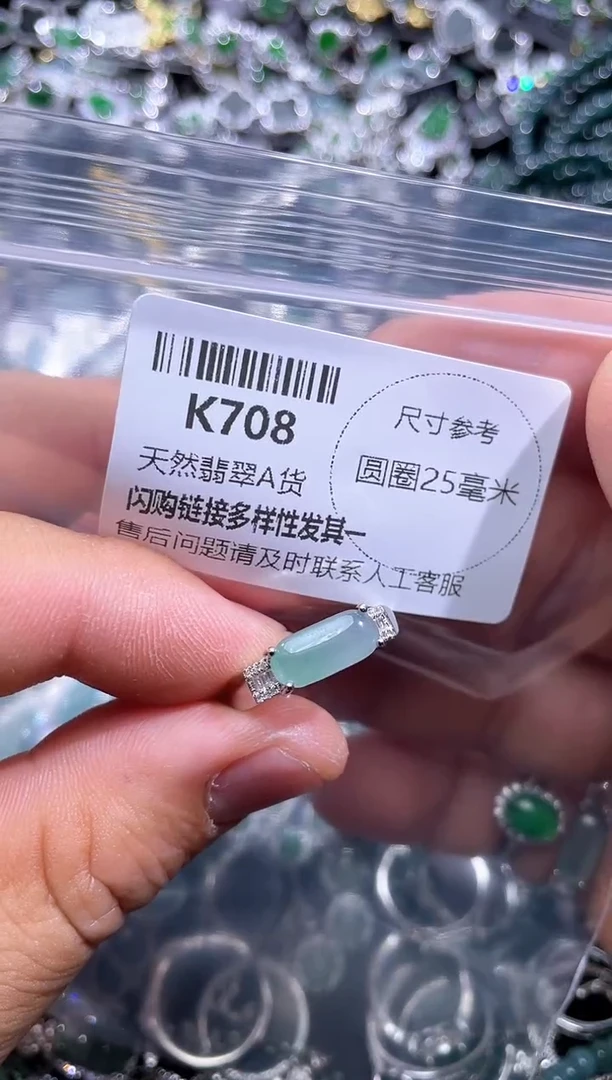 K708
天然翡翠A货
闪购链接多样性发其一
售后问题请及时联系人工客服
尺寸参考
圆圈25毫米